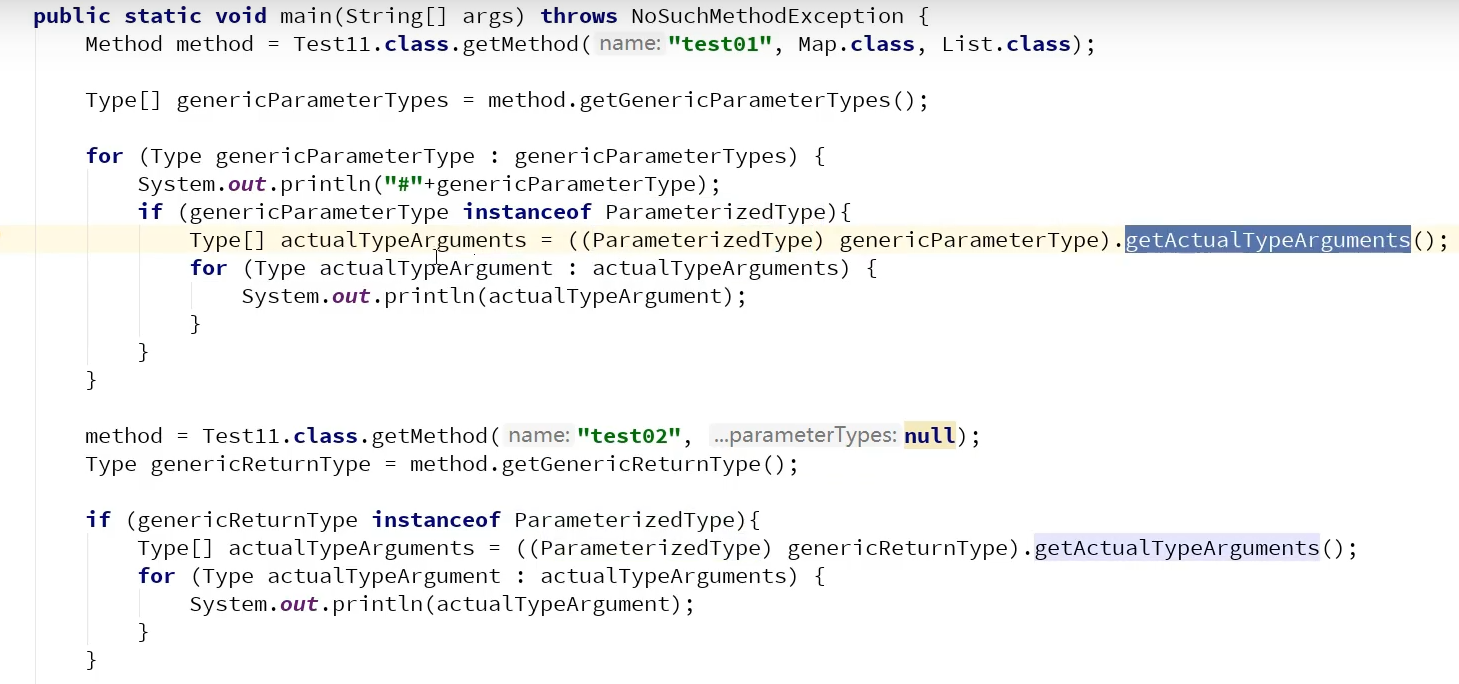 public static void main(String[] args) throws NoSuchMethodException {
Method method = Test11.class.getMethod( name: "test01", Map.class, List.class);
Type[] genericParameterTypes = method.getGenericParameterTypes();
for (Type genericParameterType : genericParameterTypes) {
System.out.println("#"+genericParameterType);
if (genericParameterType instanceof ParameterizedType){
Type[] actualTypeArguments = ((ParameterizedType) genericParameterType).getActualTypeArguments();
for (Type actualTypeArgument : actualTypeArguments) {
System.out.println(actualTypeArgument);
}
}
}
method = Test11.class.getMethod( name: "test02", ...parameterTypes: null);
Type genericReturnType = method.getGenericReturnType();
if (genericReturnType instanceof ParameterizedType){
Type[] actualTypeArguments = ((ParameterizedType) genericReturnType).getActualTypeArguments();
for (Type actualTypeArgument : actualTypeArguments) {
System.out.println(actualTypeArgument);
}
}